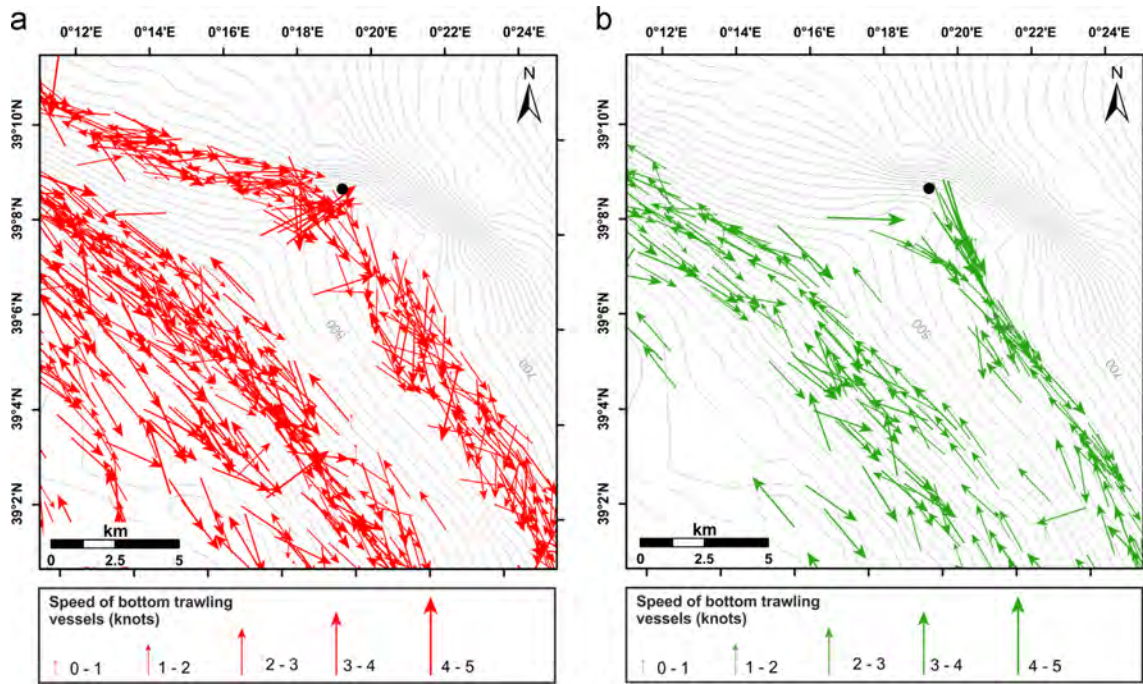 a
0°12'E 0°14'E 0°16'E 0°18'E 0°20'E 0°22'E 0°24'E
N
39°10'N
39°8'N
39°6'N
39°4'N
39°2'N
600
700
km
0 2.5 5
Speed of bottom trawling
vessels (knots)
0 - 1 1 - 2 2 - 3 3 - 4 4 - 5
b
0°12'E 0°14'E 0°16'E 0°18'E 0°20'E 0°22'E 0°24'E
N
39°10'N
39°8'N
39°6'N
39°4'N
39°2'N
700
km
0 2.5 5
Speed of bottom trawling
vessels (knots)
0 - 1 1 - 2 2 - 3 3 - 4 4 - 5